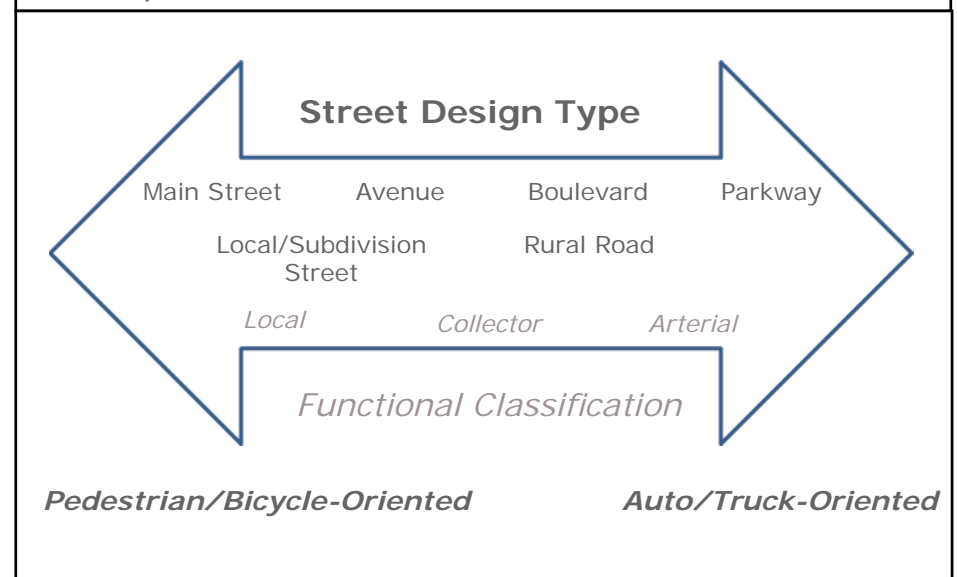 Street Design Type
Main Street Avenue Boulevard Parkway
Local/Subdivision Rural Road
Street
Local Collector Arterial
Functional Classification
Pedestrian/Bicycle-Oriented Auto/Truck-Oriented